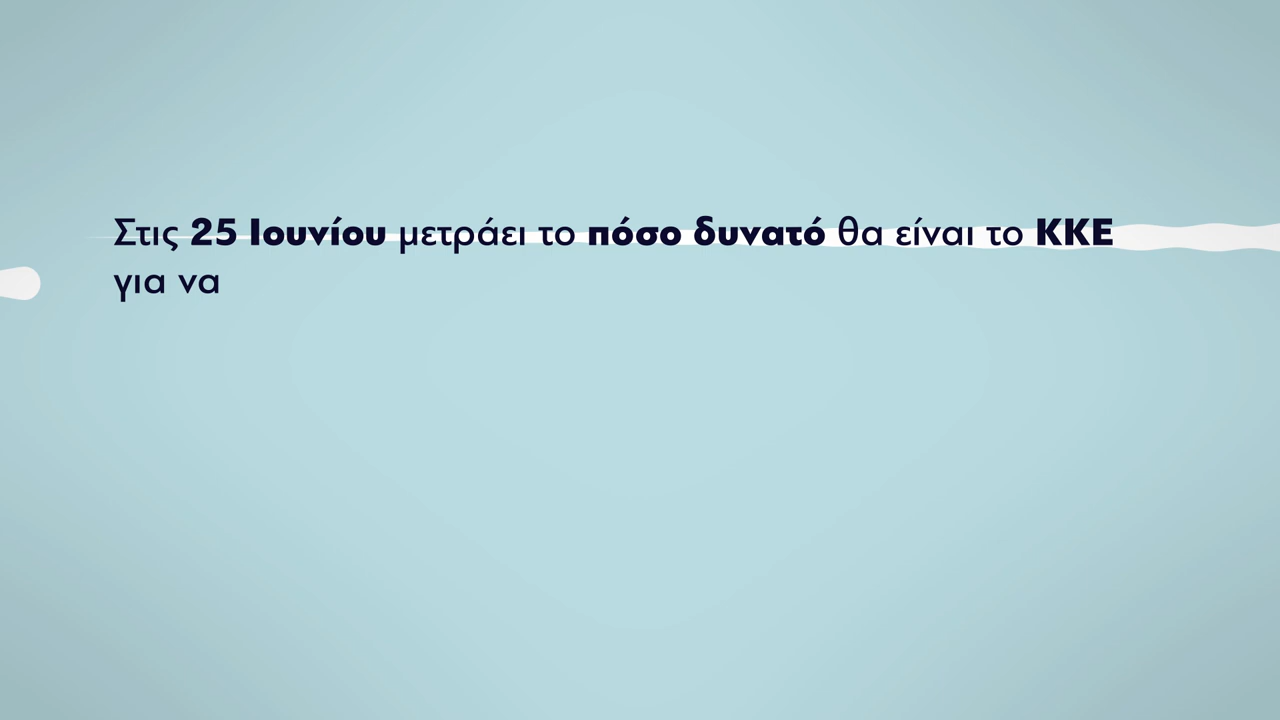 Στις 25 Ιουνίου μετράει το πόσο δυνατό θα είναι το ΚΚΕ
για να